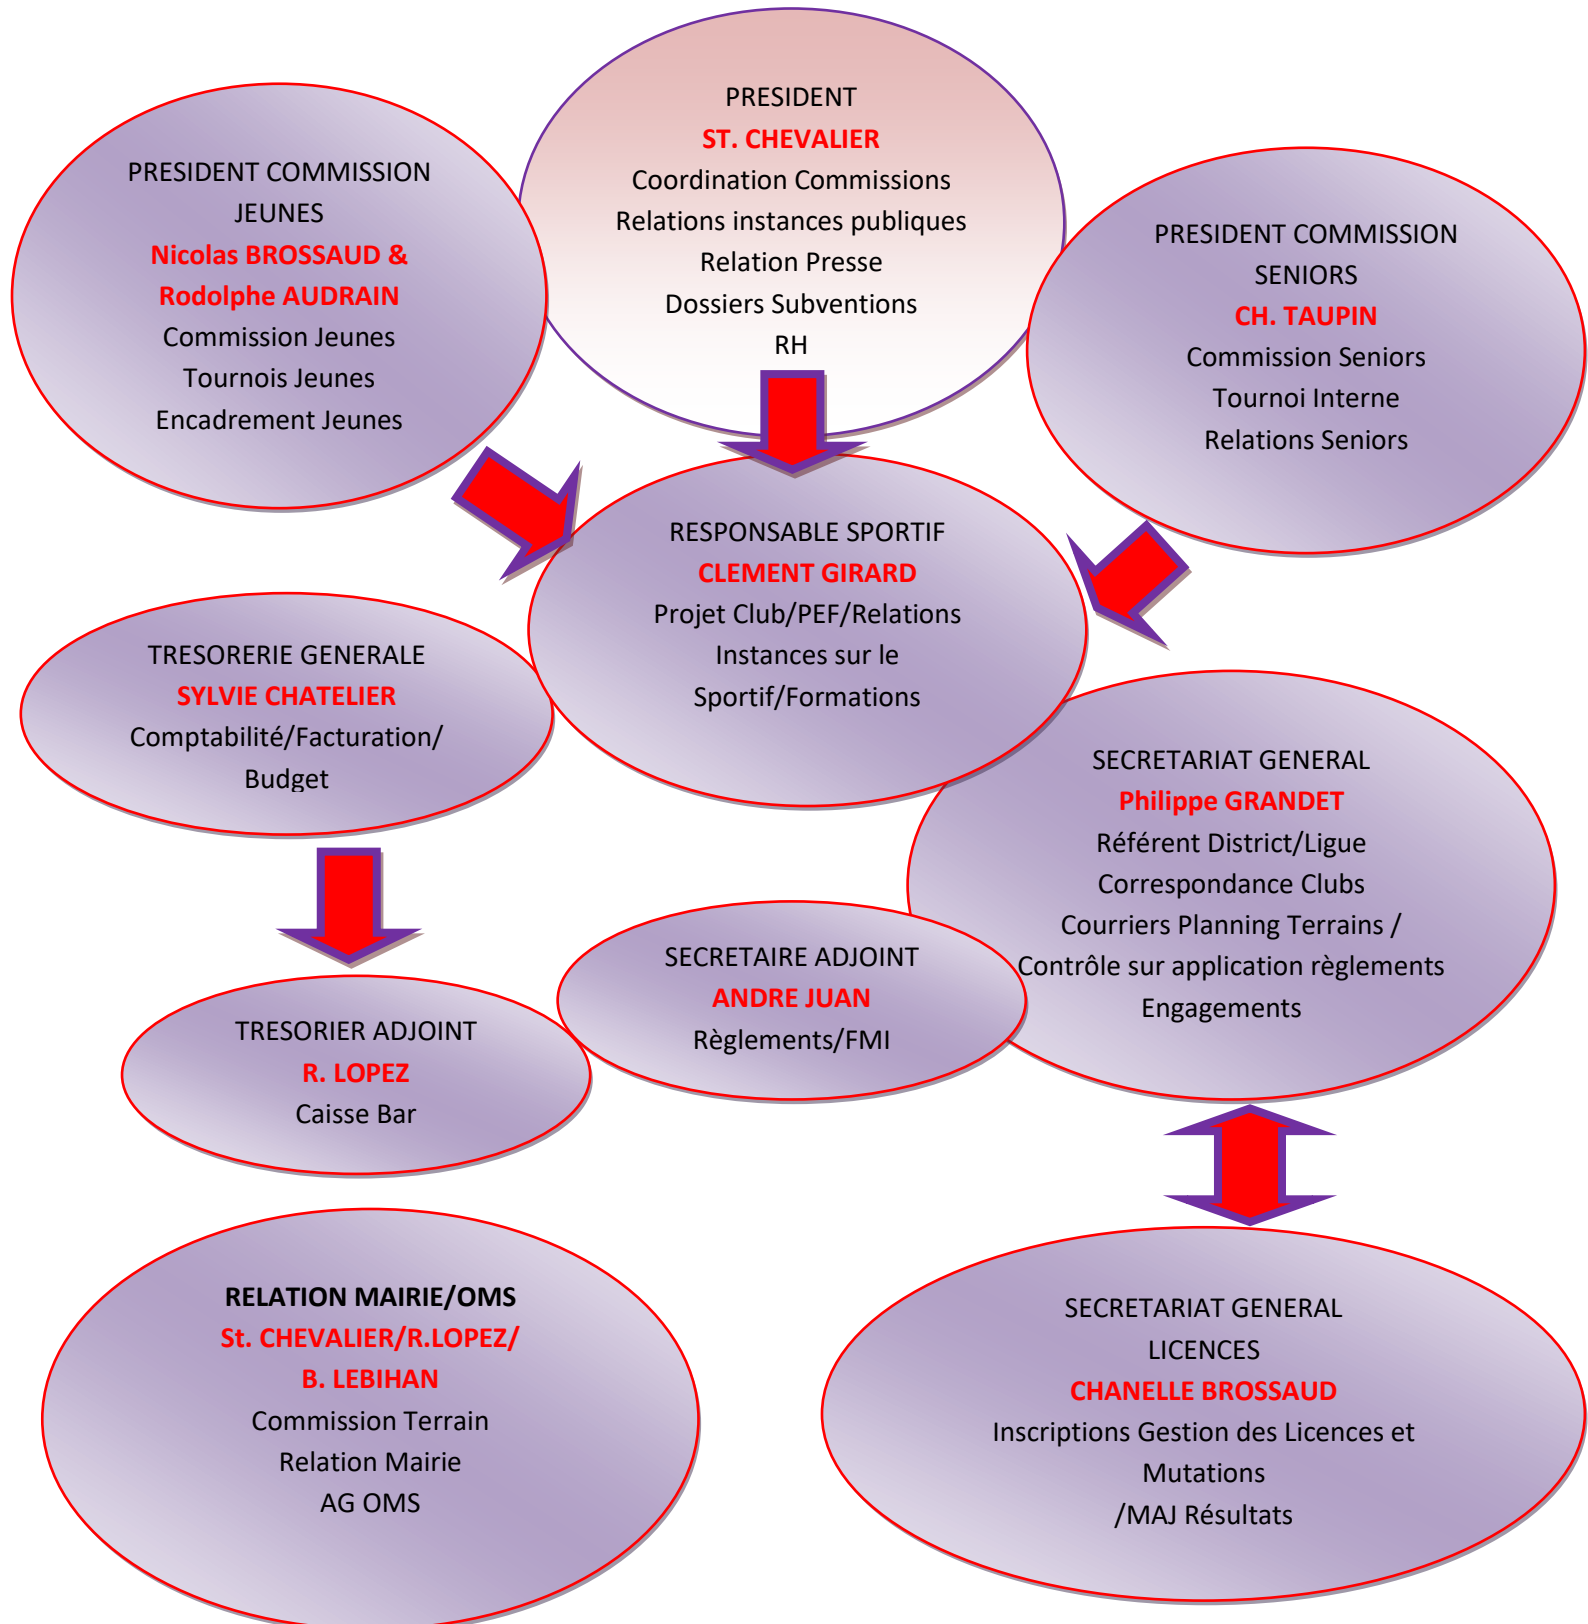 PRESIDENT
ST. CHEVALIER
Coordination Commissions
Relations instances publiques
Relation Presse
Dossiers Subventions
RH
PRESIDENT COMMISSION
JEUNES
Nicolas BROSSAUD &
Rodolphe AUDRAIN
Commission Jeunes
Tournois Jeunes
Encadrement Jeunes
PRESIDENT COMMISSION
SENIORS
CH. TAUPIN
Commission Seniors
Tournoi Interne
Relations Seniors
RESPONSABLE SPORTIF
CLEMENT GIRARD
Projet Club/PEF/Relations
Instances sur le
Sportif/Formations
TRESORERIE GENERALE
SYLVIE CHATELIER
Comptabilité/Facturation/
Budget
SECRETARIAT GENERAL
Philippe GRANDET
Référent District/Ligue
Correspondance Clubs
Courriers Planning Terrains /
Contrôle sur application règlements
Engagements
SECRETAIRE ADJOINT
ANDRE JUAN
Règlements/FMI
TRESORIER ADJOINT
R. LOPEZ
Caisse Bar
RELATION MAIRIE/OMS
St. CHEVALIER/R.LOPEZ/
B. LEBIHAN
Commission Terrain
Relation Mairie
AG OMS
SECRETARIAT GENERAL
LICENCES
CHANELLE BROSSAUD
Inscriptions Gestion des Licences et
Mutations
/MAJ Résultats